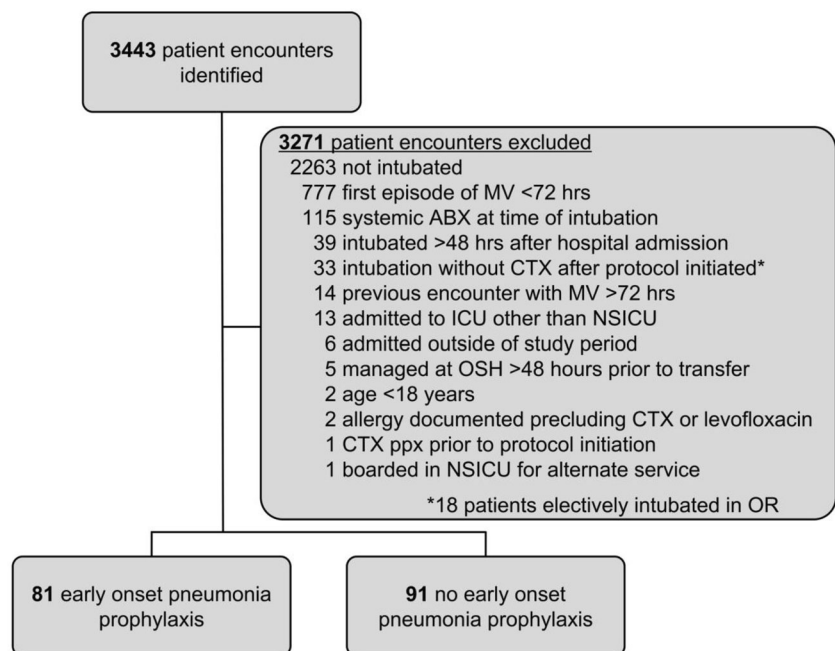 3443 patient encounters
identified
3271 patient encounters excluded
2263 not intubated
777 first episode of MV <72 hrs
115 systemic ABX at time of intubation
39 intubated >48 hrs after hospital admission
33 intubation without CTX after protocol initiated*
14 previous encounter with MV >72 hrs
13 admitted to ICU other than NSICU
6 admitted outside of study period
5 managed at OSH >48 hours prior to transfer
2 age <18 years
2 allergy documented precluding CTX or levofloxacin
1 CTX ppx prior to protocol initiation
1 boarded in NSICU for alternate service
*18 patients electively intubated in OR
81 early onset pneumonia
prophylaxis
91 no early onset
pneumonia prophylaxis